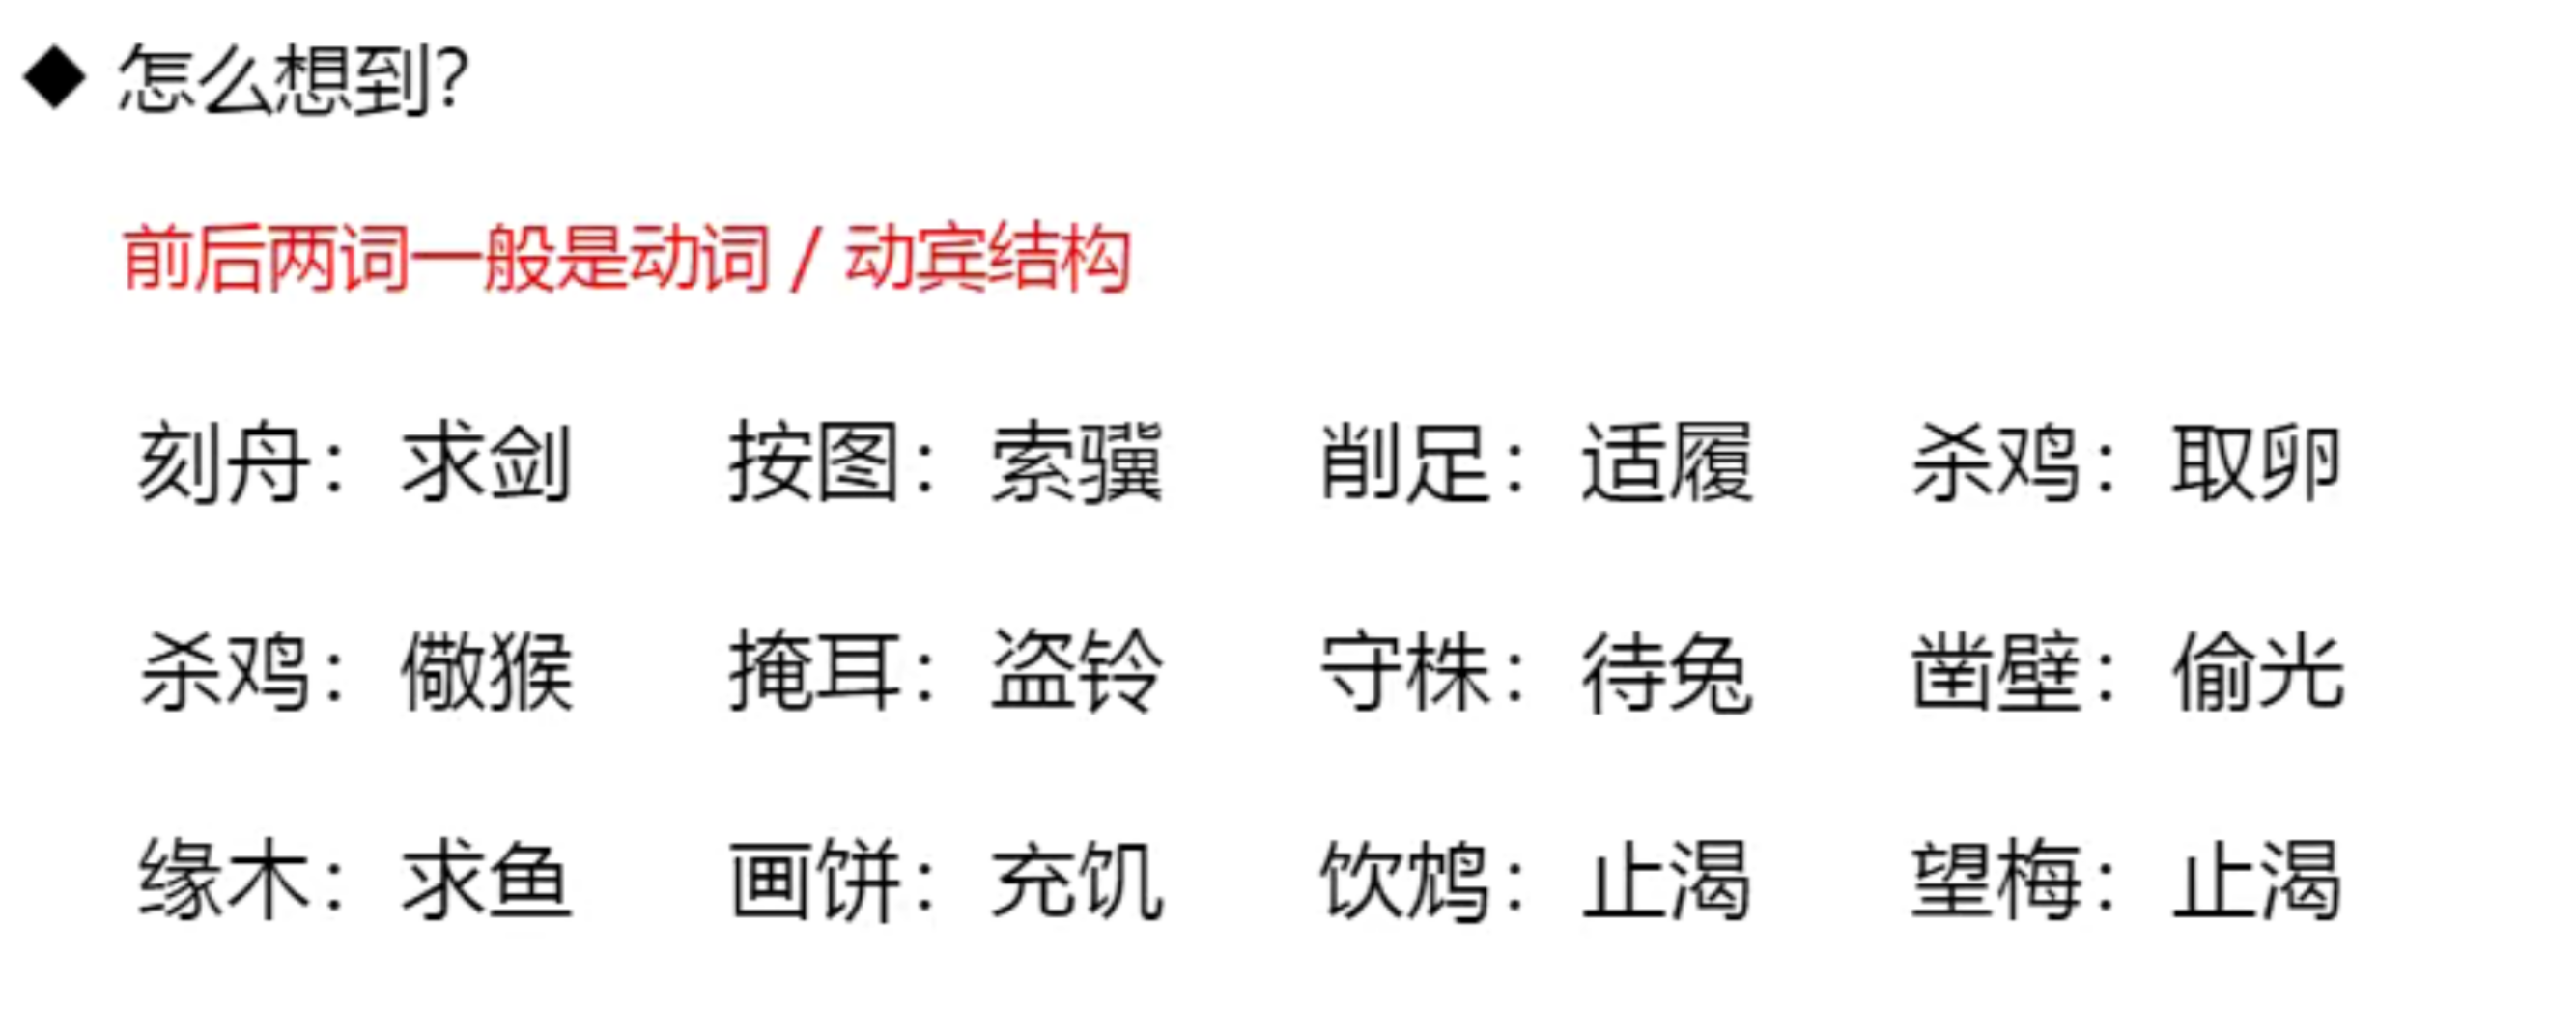 ◆ 怎么想到?
前后两词一般是动词 / 动宾结构
刻舟：求剑 按图：索骥 削足：适履 杀鸡：取卵
杀鸡：儆猴 掩耳：盗铃 守株：待兔 凿壁：偷光
缘木：求鱼 画饼：充饥 饮鸩：止渴 望梅：止渴